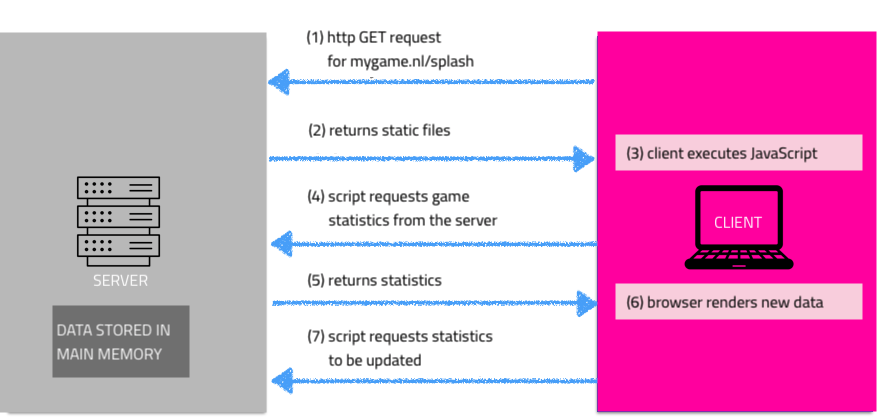 (1) http GET request
for mygame.nl/splash
(2) returns static files
(3) client executes JavaScript
(4) script requests game
statistics from the server
CLIENT
SERVER
(5) returns statistics
(6) browser renders new data
DATA STORED IN
MAIN MEMORY
(7) script requests statistics
to be updated